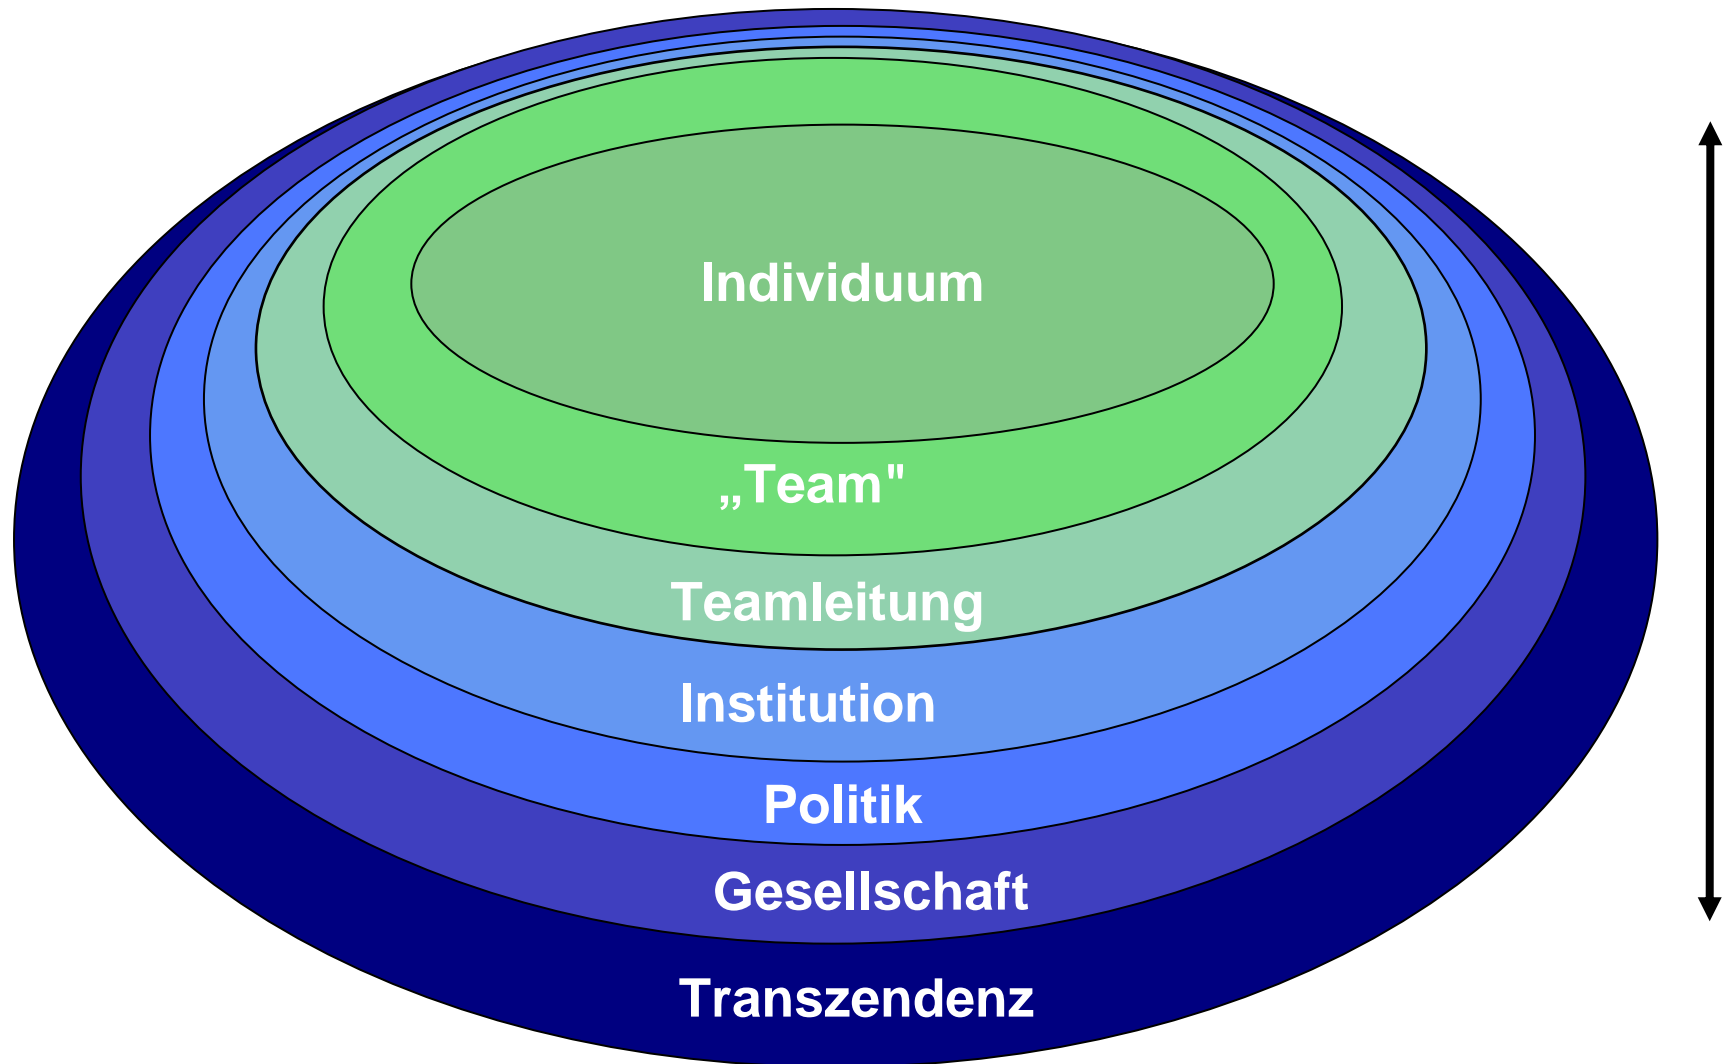 Individuum
„Team"
Teamleitung
Institution
Politik
Gesellschaft
Transzendenz